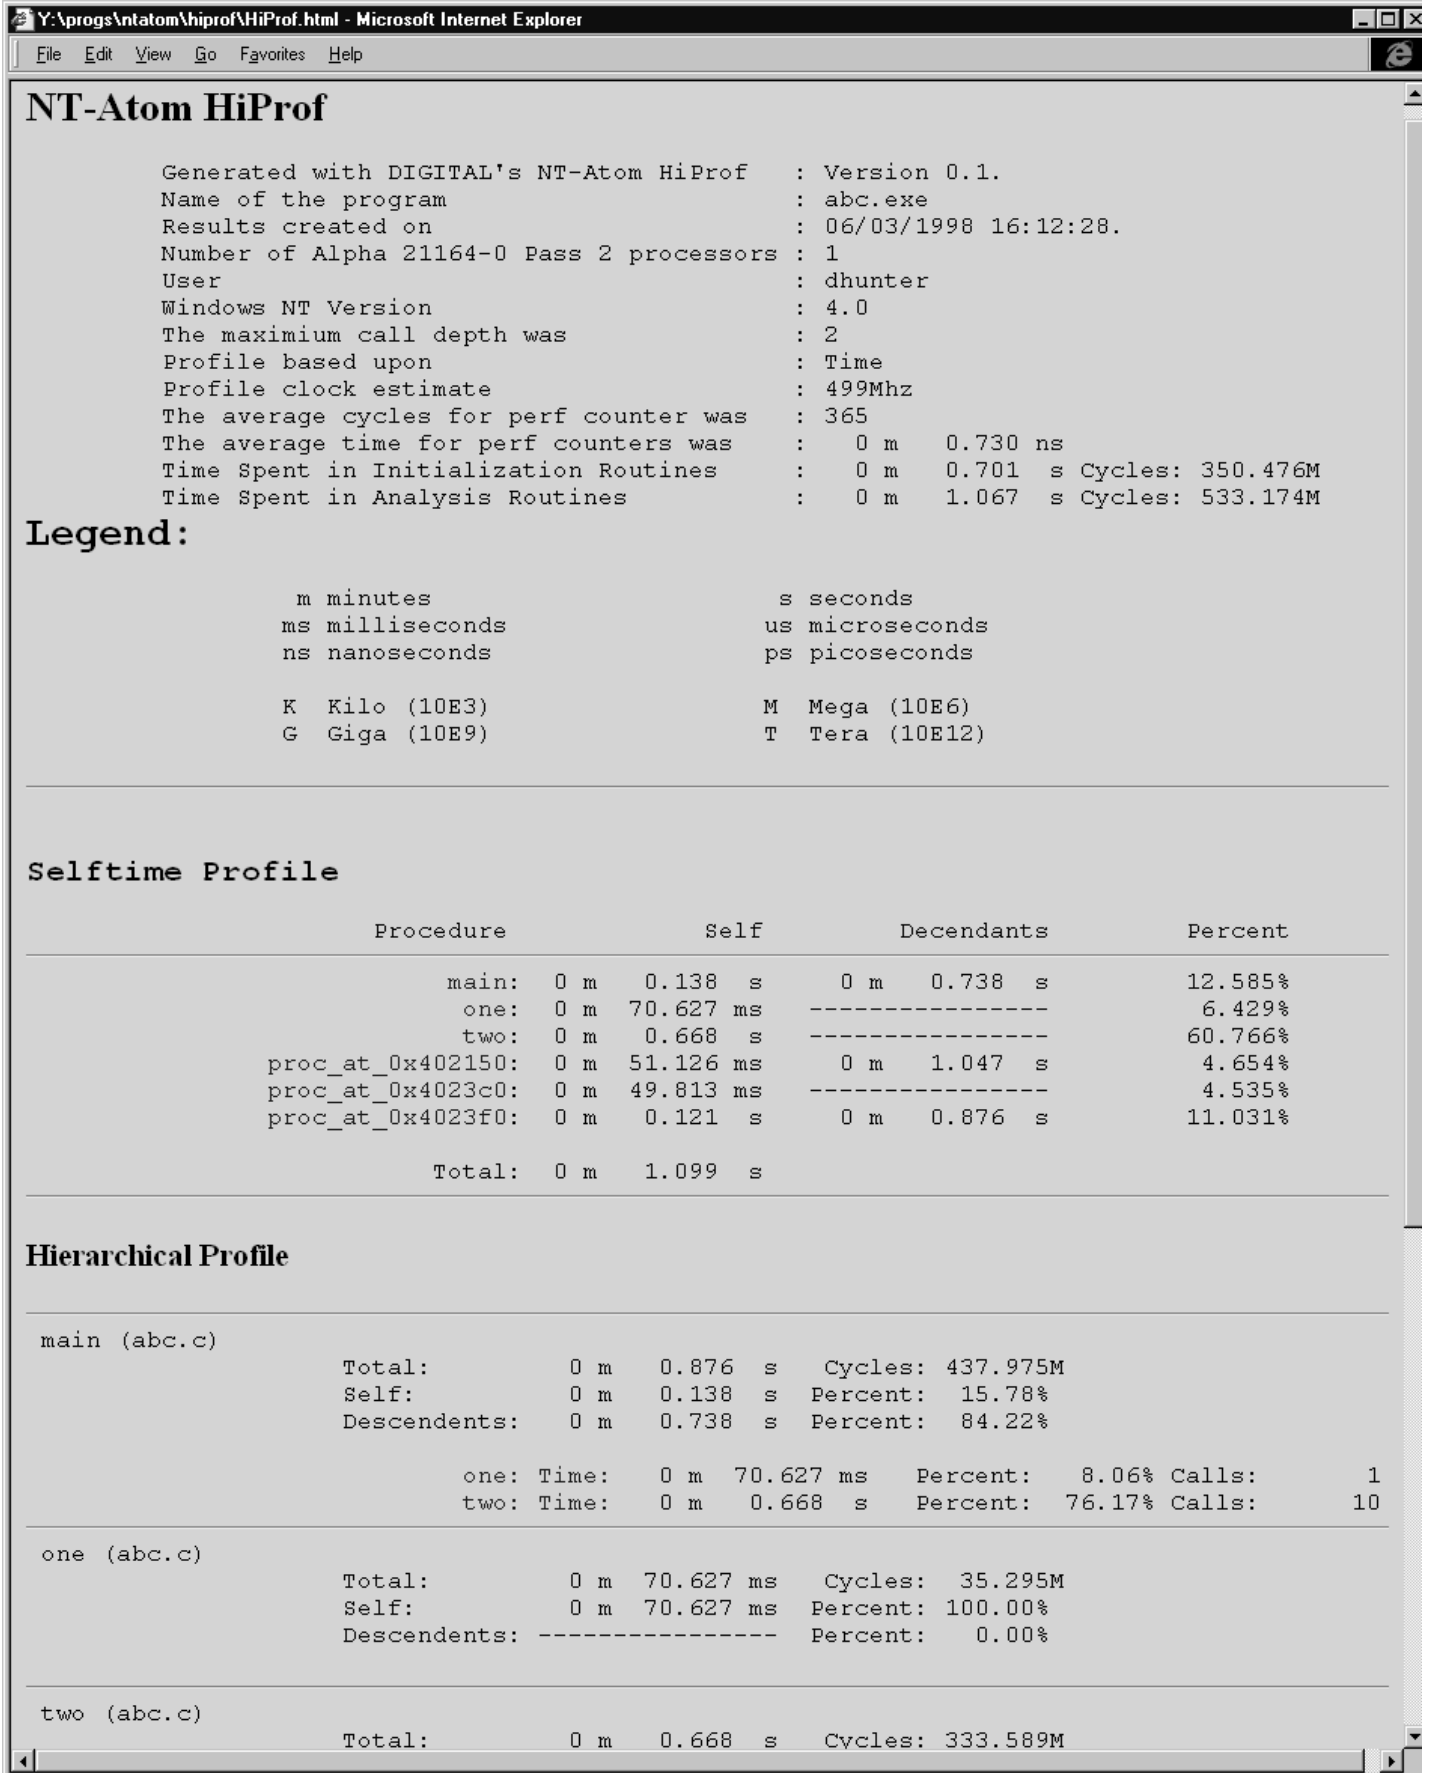 Y:\progs\ntatom\hiprof\HiProf.html - Microsoft Internet Explorer
File Edit View Go Favorites Help
NT-Atom HiProf
Generated with DIGITAL's NT-Atom HiProf : Version 0.1.
Name of the program : abc.exe
Results created on : 06/03/1998 16:12:28.
Number of Alpha 21164-0 Pass 2 processors : 1
User : dhunter
Windows NT Version : 4.0
The maximium call depth was : 2
Profile based upon : Time
Profile clock estimate : 499Mhz
The average cycles for perf counter was : 365
The average time for perf counters was : 0 m 0.730 ns
Time Spent in Initialization Routines : 0 m 0.701 s Cycles: 350.476M
Time Spent in Analysis Routines : 0 m 1.067 s Cycles: 533.174M
Legend:
m minutes s seconds
ms milliseconds us microseconds
ns nanoseconds ps picoseconds
K Kilo (10E3) M Mega (10E6)
G Giga (10E9) T Tera (10E12)
Selftime Profile
Procedure Self Decendants Percent
main: 0 m 0.138 s 0 m 0.738 s 12.585%
one: 0 m 70.627 ms ---------------- 6.429%
two: 0 m 0.668 s ---------------- 60.766%
proc_at_0x402150: 0 m 51.126 ms 0 m 1.047 s 4.654%
proc_at_0x4023c0: 0 m 49.813 ms ---------------- 4.535%
proc_at_0x4023f0: 0 m 0.121 s 0 m 0.876 s 11.031%
Total: 0 m 1.099 s
Hierarchical Profile
main (abc.c)
Total: 0 m 0.876 s Cycles: 437.975M
Self: 0 m 0.138 s Percent: 15.78%
Descendents: 0 m 0.738 s Percent: 84.22%
one: Time: 0 m 70.627 ms Percent: 8.06% Calls: 1
two: Time: 0 m 0.668 s Percent: 76.17% Calls: 10
one (abc.c)
Total: 0 m 70.627 ms Cycles: 35.295M
Self: 0 m 70.627 ms Percent: 100.00%
Descendents: ---------------- Percent: 0.00%
two (abc.c)
Total: 0 m 0.668 s Cycles: 333.589M